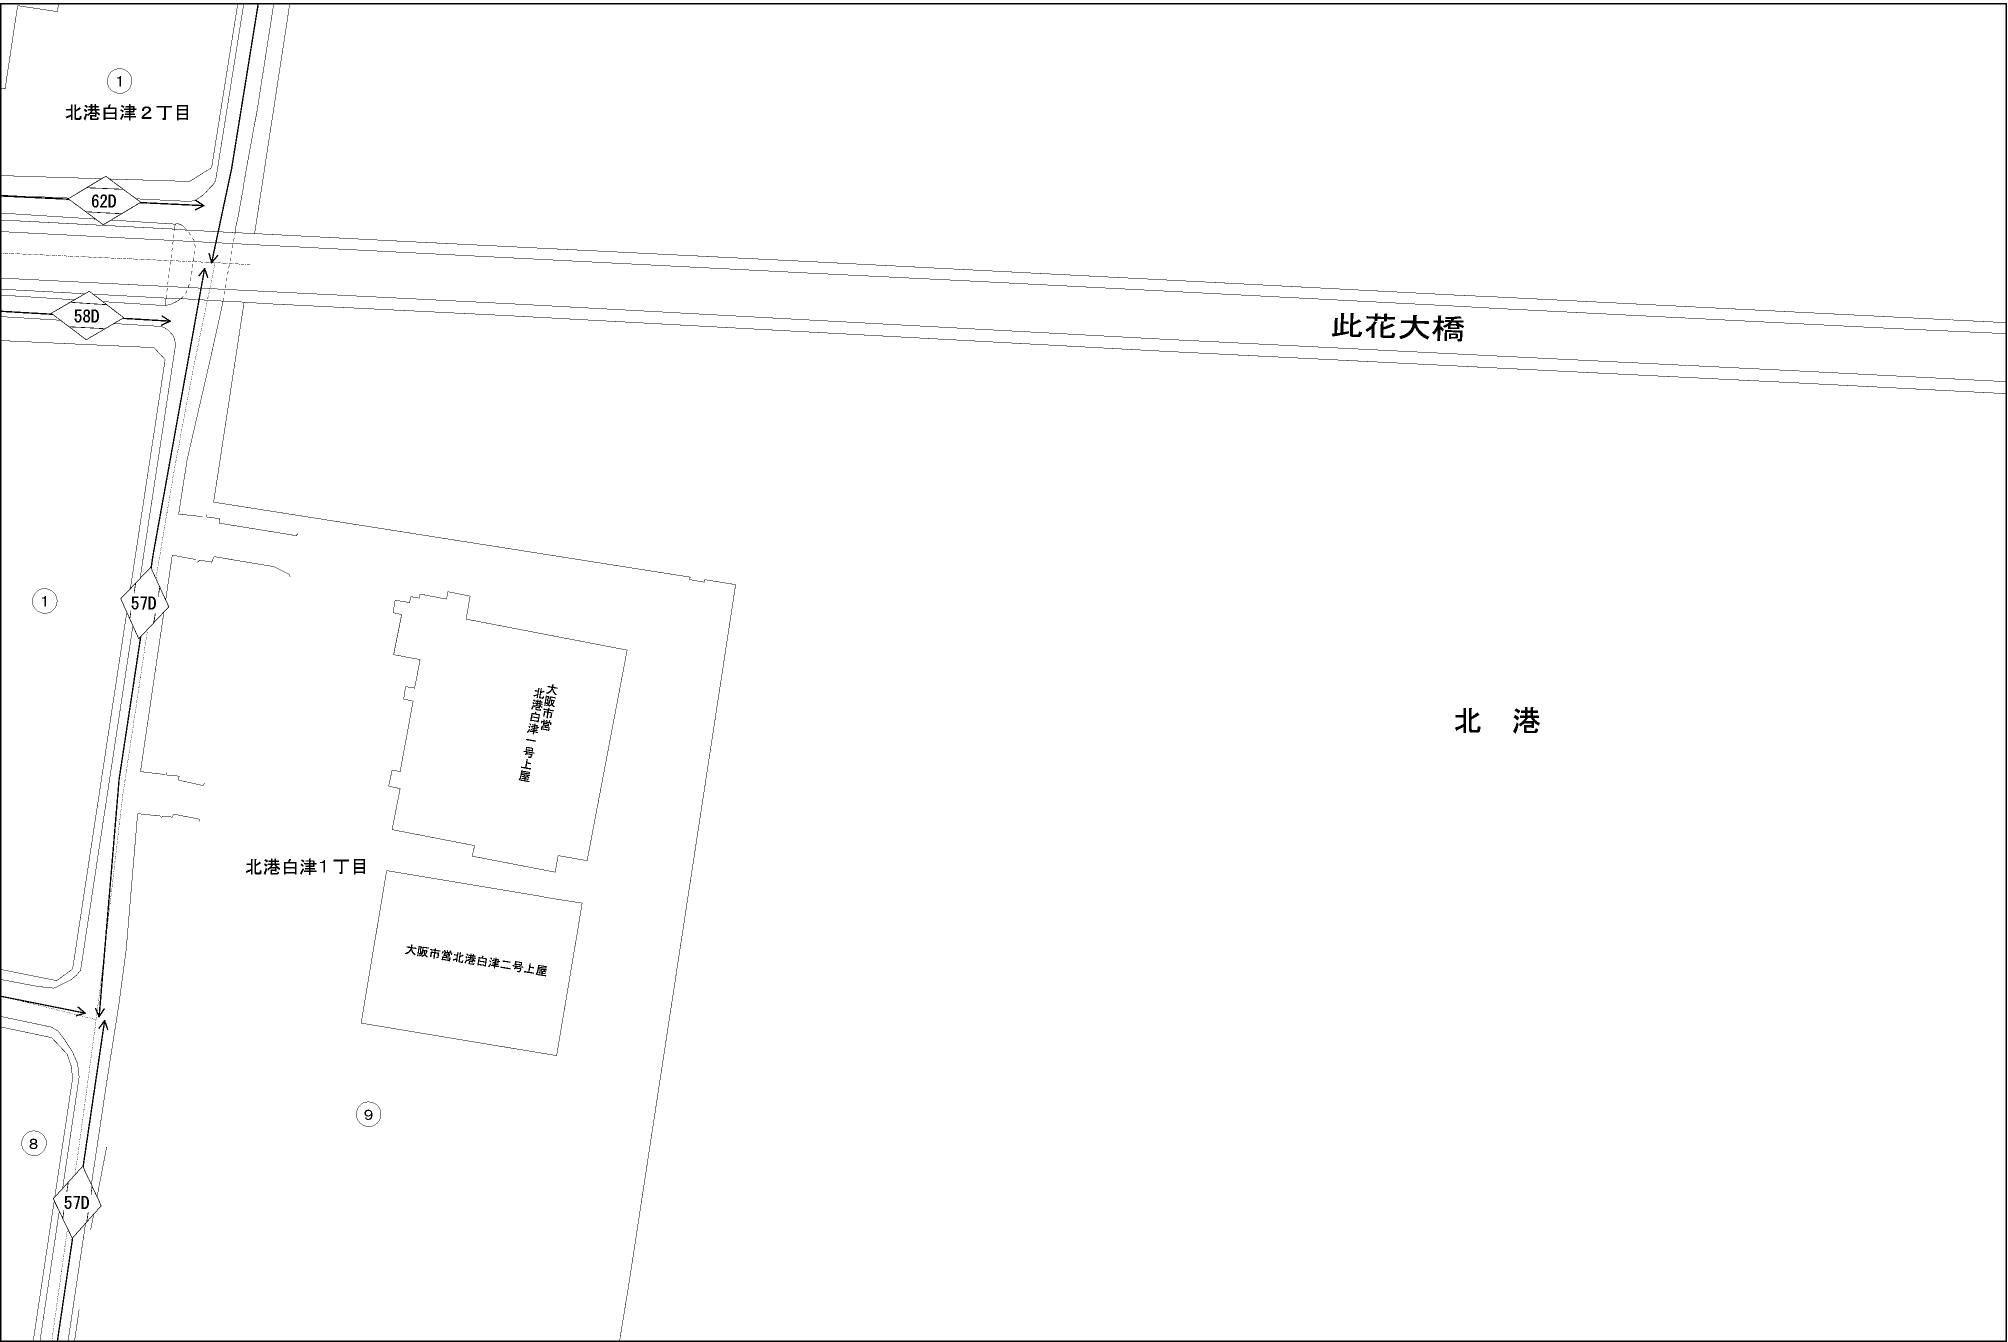 ①
北港白津２丁目
62D
58D
此花大橋
①
57D
大阪市営
北港白津一号上屋
北　港
北港白津1丁目
大阪市営北港白津二号上屋
⑨
⑧
57D